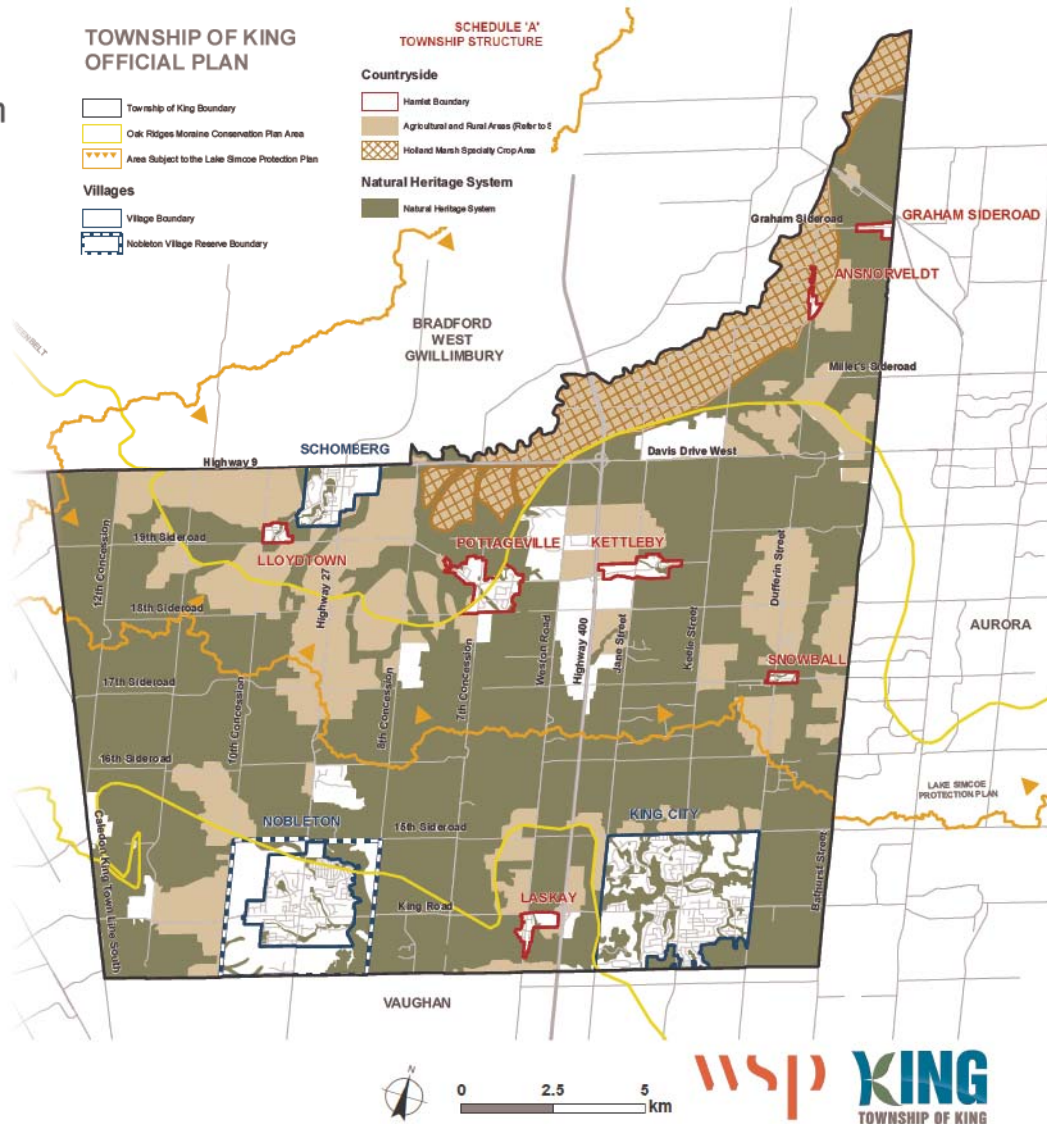 TOWNSHIP OF KING
OFFICIAL PLAN
SCHEDULE 'A'
TOWNSHIP STRUCTURE
n
Township of King Boundary
Oak Ridges Moraine Conservation Plan Area
Area Subject to the Lake Simcoe Protection Plan
Villages
Village Boundary
Nobleton Village Reserve Boundary
Countryside
Hamlet Boundary
Agricultural and Rural Areas (Refer to S
Holland Marsh Specialty Crop Area
Natural Heritage System
Natural Heritage System
Graham Sideroad
GRAHAM SIDEROAD
ANSNORVELDT
BRADFORD
WEST
GWILLIMBURY
Miller's Sideroad
SCHOMBERG
Highway 9
Davis Drive West
19th Sideroad
LLOYDTOWN
POTTAGEVILLE
KETTLEBY
12th Concession
Highway 27
Dufferin Street
18th Sideroad
AURORA
Weston Road
Highway 400
Jane Street
Keele Street
SNOWBALL
17th Sideroad
10th Concession
8th Concession
7th Concession
16th Sideroad
LAKE SIMCOE
PROTECTION PLAN
NOBLETON
15th Sideroad
KING CITY
Caledon King Town Line South
Bathurst Street
King Road
LASKAY
VAUGHAN
N
0 2.5 5
km
wsp
KING
TOWNSHIP OF KING